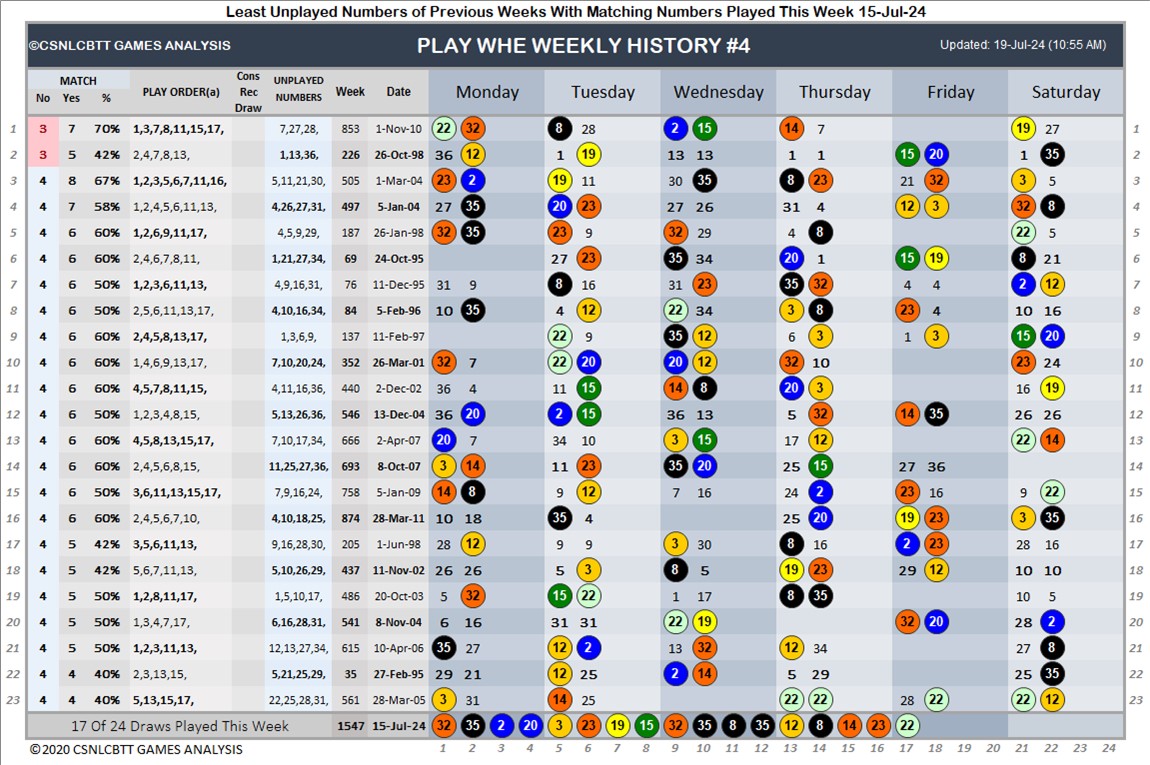 Least Unplayed Numbers of Previous Weeks With Matching Numbers Played This Week 15-Jul-24
©CSNLCBTT GAMES ANALYSIS PLAY WHE WEEKLY HISTORY #4 Updated: 19-Jul-24 (10:55 AM)
MATCH
No Yes % PLAY ORDER(a) Cons Rec Draw UNPLAYED NUMBERS Week Date Monday Tuesday Wednesday Thursday Friday Saturday
1 3 7 70% 1,3,7,8,11,15,17, 7,27,28, 853 1-Nov-10 22 32 8 28 2 15 14 7 19 27 1
2 3 5 42% 2,4,7,8,13, 1,13,36, 226 26-Oct-98 36 12 1 19 13 13 1 1 15 20 1 35 2
3 4 8 67% 1,2,3,5,6,7,11,16, 5,11,21,30, 505 1-Mar-04 23 2 19 11 30 35 8 23 21 32 3 5 3
4 4 7 58% 1,2,4,5,6,11,13, 4,26,27,31, 497 5-Jan-04 27 35 20 23 27 26 31 4 12 3 32 8 4
5 4 6 60% 1,2,6,9,11,17, 4,5,9,29, 187 26-Jan-98 32 35 23 9 32 29 4 8 22 5 5
6 4 6 60% 2,4,6,7,8,11, 1,21,27,34, 69 24-Oct-95 27 23 35 34 20 1 15 19 8 21 6
7 4 6 50% 1,2,3,6,11,13, 4,9,16,31, 76 11-Dec-95 31 9 8 16 31 23 35 32 4 4 2 12 7
8 4 6 50% 2,5,6,11,13,17, 4,10,16,34, 84 5-Feb-96 10 35 4 12 22 34 3 8 23 4 10 16 8
9 4 6 60% 2,4,5,8,13,17, 1,3,6,9, 137 11-Feb-97 22 9 35 12 6 3 1 3 15 20 9
10 4 6 60% 1,4,6,9,13,17, 7,10,20,24, 352 26-Mar-01 32 7 22 20 20 12 32 10 23 24 10
11 4 6 60% 4,5,7,8,11,15, 4,11,16,36, 440 2-Dec-02 36 4 11 15 14 8 20 3 16 19 11
12 4 6 50% 1,2,3,4,8,15, 5,13,26,36, 546 13-Dec-04 36 20 2 15 36 13 5 32 14 35 26 26 12
13 4 6 60% 4,5,8,13,15,17, 7,10,17,34, 666 2-Apr-07 20 7 34 10 3 15 17 12 22 14 13
14 4 6 60% 2,4,5,6,8,15, 11,25,27,36, 693 8-Oct-07 3 14 11 23 35 20 25 15 27 36 14
15 4 6 50% 3,6,11,13,15,17, 7,9,16,24, 758 5-Jan-09 14 8 9 12 7 16 24 2 23 16 9 22 15
16 4 6 60% 2,4,5,6,7,10, 4,10,18,25, 874 28-Mar-11 10 18 35 4 25 20 19 23 3 35 16
17 4 5 42% 3,5,6,11,13, 9,16,28,30, 205 1-Jun-98 28 12 9 9 3 30 8 16 2 23 28 16 17
18 4 5 42% 5,6,7,11,13, 5,10,26,29, 437 11-Nov-02 26 26 5 3 8 5 19 23 29 12 10 10 18
19 4 5 50% 1,2,8,11,17, 1,5,10,17, 486 20-Oct-03 5 32 15 22 1 17 8 35 10 5 19
20 4 5 50% 1,3,4,7,17, 6,16,28,31, 541 8-Nov-04 6 16 31 31 22 19 32 20 28 2 20
21 4 5 50% 1,2,3,11,13, 12,13,27,34, 615 10-Apr-06 35 27 12 2 13 32 12 34 27 8 21
22 4 4 40% 2,3,13,15, 5,21,25,29, 35 27-Feb-95 29 21 12 25 2 14 5 29 25 35 22
23 4 4 40% 5,13,15,17, 22,25,28,31, 561 28-Mar-05 3 31 14 25 22 22 28 22 22 12 23
17 Of 24 Draws Played This Week 1547 15-Jul-24 32 35 2 20 3 23 19 15 32 35 8 35 12 8 14 23 22
© 2020 CSNLCBTT GAMES ANALYSIS 1 2 3 4 5 6 7 8 9 10 11 12 13 14 15 16 17 18 19 20 21 22 23 24